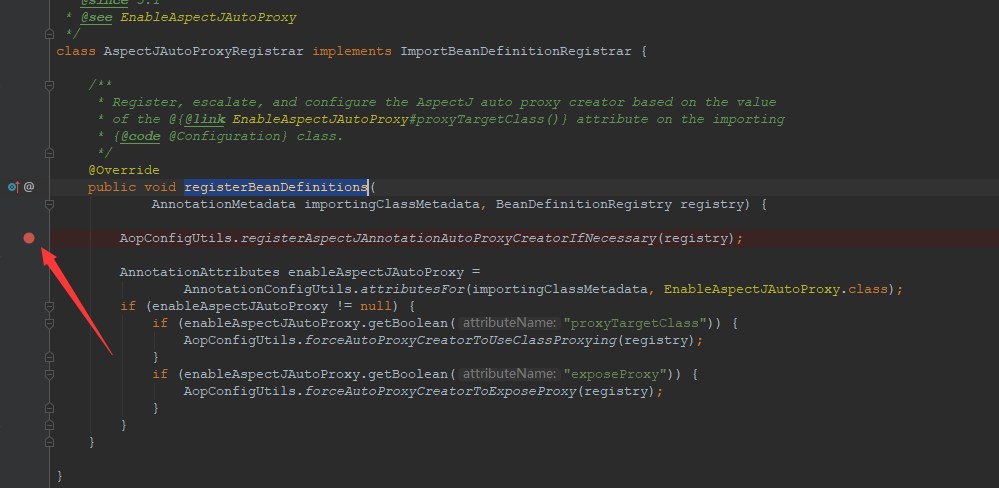 * @since 3.1
* @see EnableAspectJAutoProxy
*/
class AspectJAutoProxyRegistrar implements ImportBeanDefinitionRegistrar {
/**
* Register, escalate, and configure the AspectJ auto proxy creator based on the value
* of the @{@link EnableAspectJAutoProxy#proxyTargetClass()} attribute on the importing
* {@code @Configuration} class.
*/
@Override
public void registerBeanDefinitions(
AnnotationMetadata importingClassMetadata, BeanDefinitionRegistry registry) {
AopConfigUtils.registerAspectJAnnotationAutoProxyCreatorIfNecessary(registry);
AnnotationAttributes enableAspectJAutoProxy =
AnnotationConfigUtils.attributesFor(importingClassMetadata, EnableAspectJAutoProxy.class);
if (enableAspectJAutoProxy != null) {
if (enableAspectJAutoProxy.getBoolean( attributeName: "proxyTargetClass")) {
AopConfigUtils.forceAutoProxyCreatorToUseClassProxying(registry);
}
if (enableAspectJAutoProxy.getBoolean( attributeName: "exposeProxy")) {
AopConfigUtils.forceAutoProxyCreatorToExposeProxy(registry);
}
}
}
}